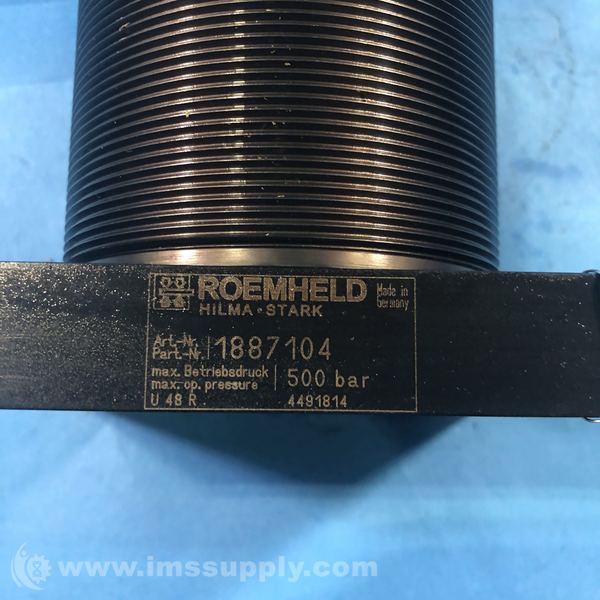 ROEMHELD
HILMA • STARK
Made in
Germany
Art.-Nr.
Part.-Nr. 1887104
max. Betriebsdruck
max. op. pressure 500 bar
U 48 R 4491814
www.imssupply.com